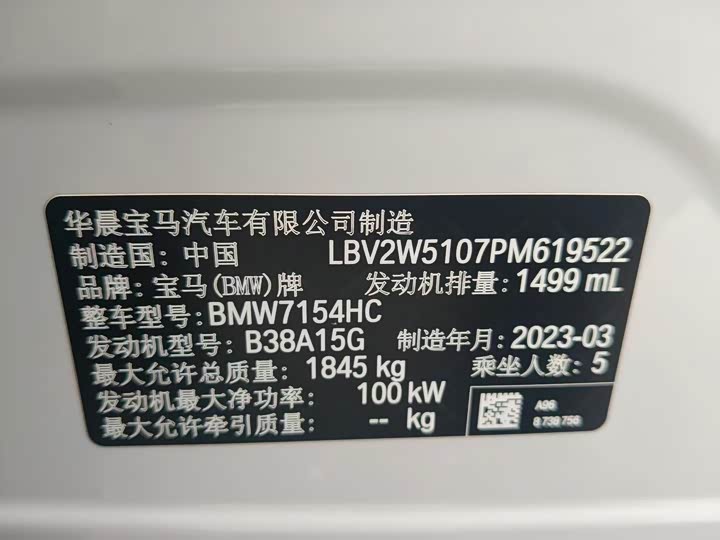 华晨宝马汽车有限公司制造
制造国: 中国 LBV2W5107PM619522
品牌: 宝马(BMW)牌 发动机排量: 1499 mL
整车型号: BMW7154HC
发动机型号: B38A15G 制造年月: 2023-03
最大允许总质量: 1845 kg 乘坐人数: 5
发动机最大净功率: 100 kW
最大允许牵引质量: -- kg
A96
8 739 756